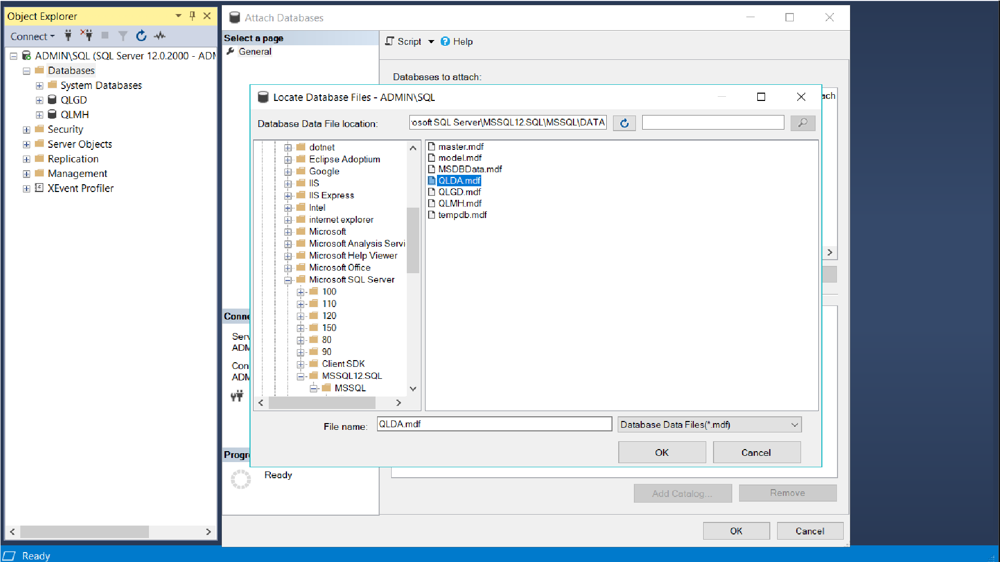 Object Explorer
Connect
ADMIN\SQL (SQL Server 12.0.2000 - ADM
Databases
System Databases
QLGD
QLMH
Security
Server Objects
Replication
Management
XEvent Profiler
Attach Databases
Select a page
General
Script
Help
Databases to attach:
ach
Locate Database Files - ADMIN\SQL
Database Data File location:
osoft SQL Server\MSSQL12.SQL\MSSQL\DATA
dotnet
Eclipse Adoptium
Google
IIS
IIS Express
Intel
internet explorer
Microsoft
Microsoft Analysis Servi
Microsoft Help Viewer
Microsoft Office
Microsoft SQL Server
100
110
120
150
80
90
Client SDK
MSSQL12.SQL
MSSQL
master.mdf
model.mdf
MSDBData.mdf
QLDA.mdf
QLGD.mdf
QLMH.mdf
tempdb.mdf
File name:
QLDA.mdf
Database Data Files(*.mdf)
OK
Cancel
Conne
Serv
ADM
Con
ADM
Progre
Ready
Add Catalog...
Remove
OK
Cancel
Ready